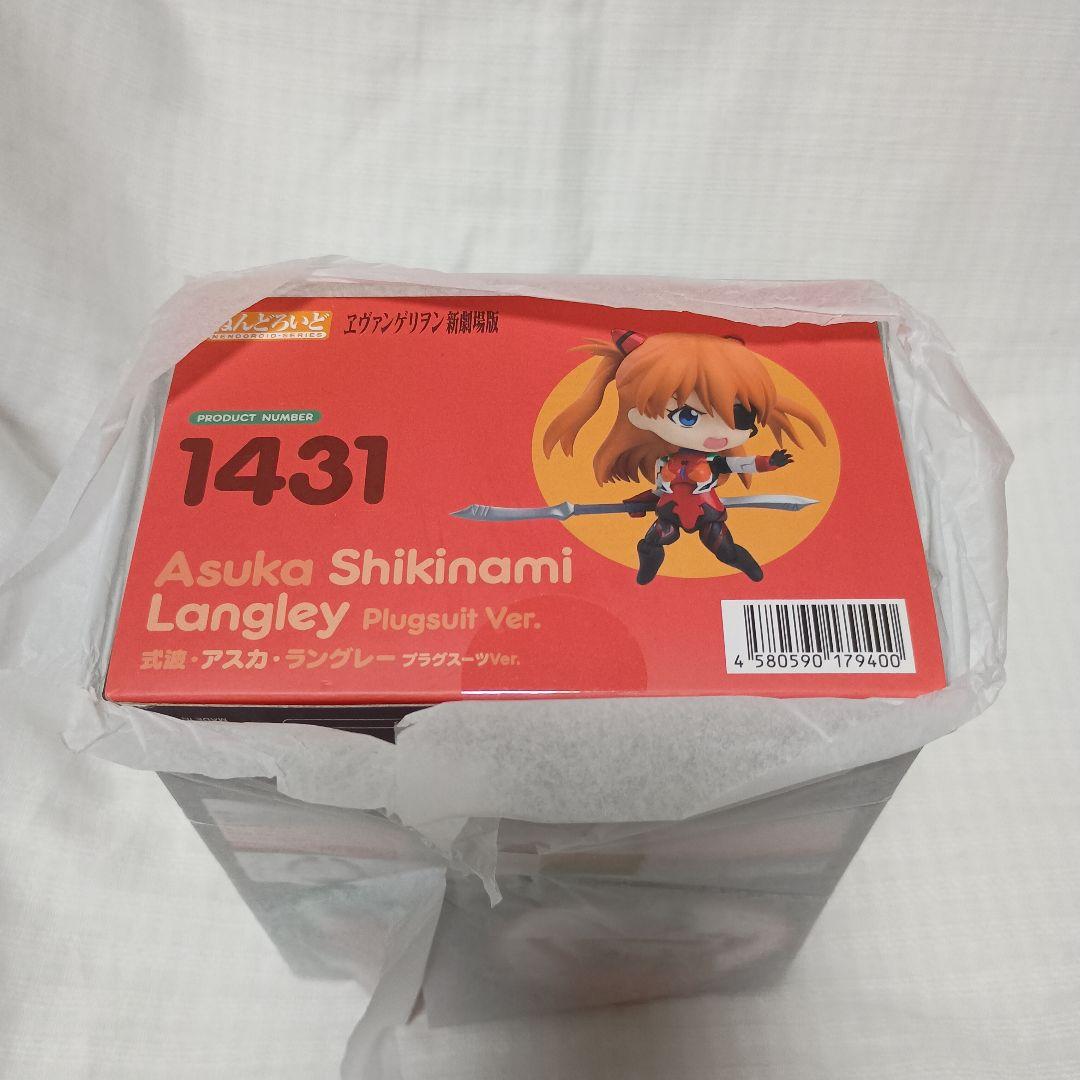 ねんどろいど
NENDOROID-SERIES
ヱヴァンゲリヲン新劇場版
PRODUCT NUMBER
1431
Asuka Shikinami
Langley Plugsuit Ver.
式波・アスカ・ラングレー プラグスーツVer.
4 580590 179400
MADE IN